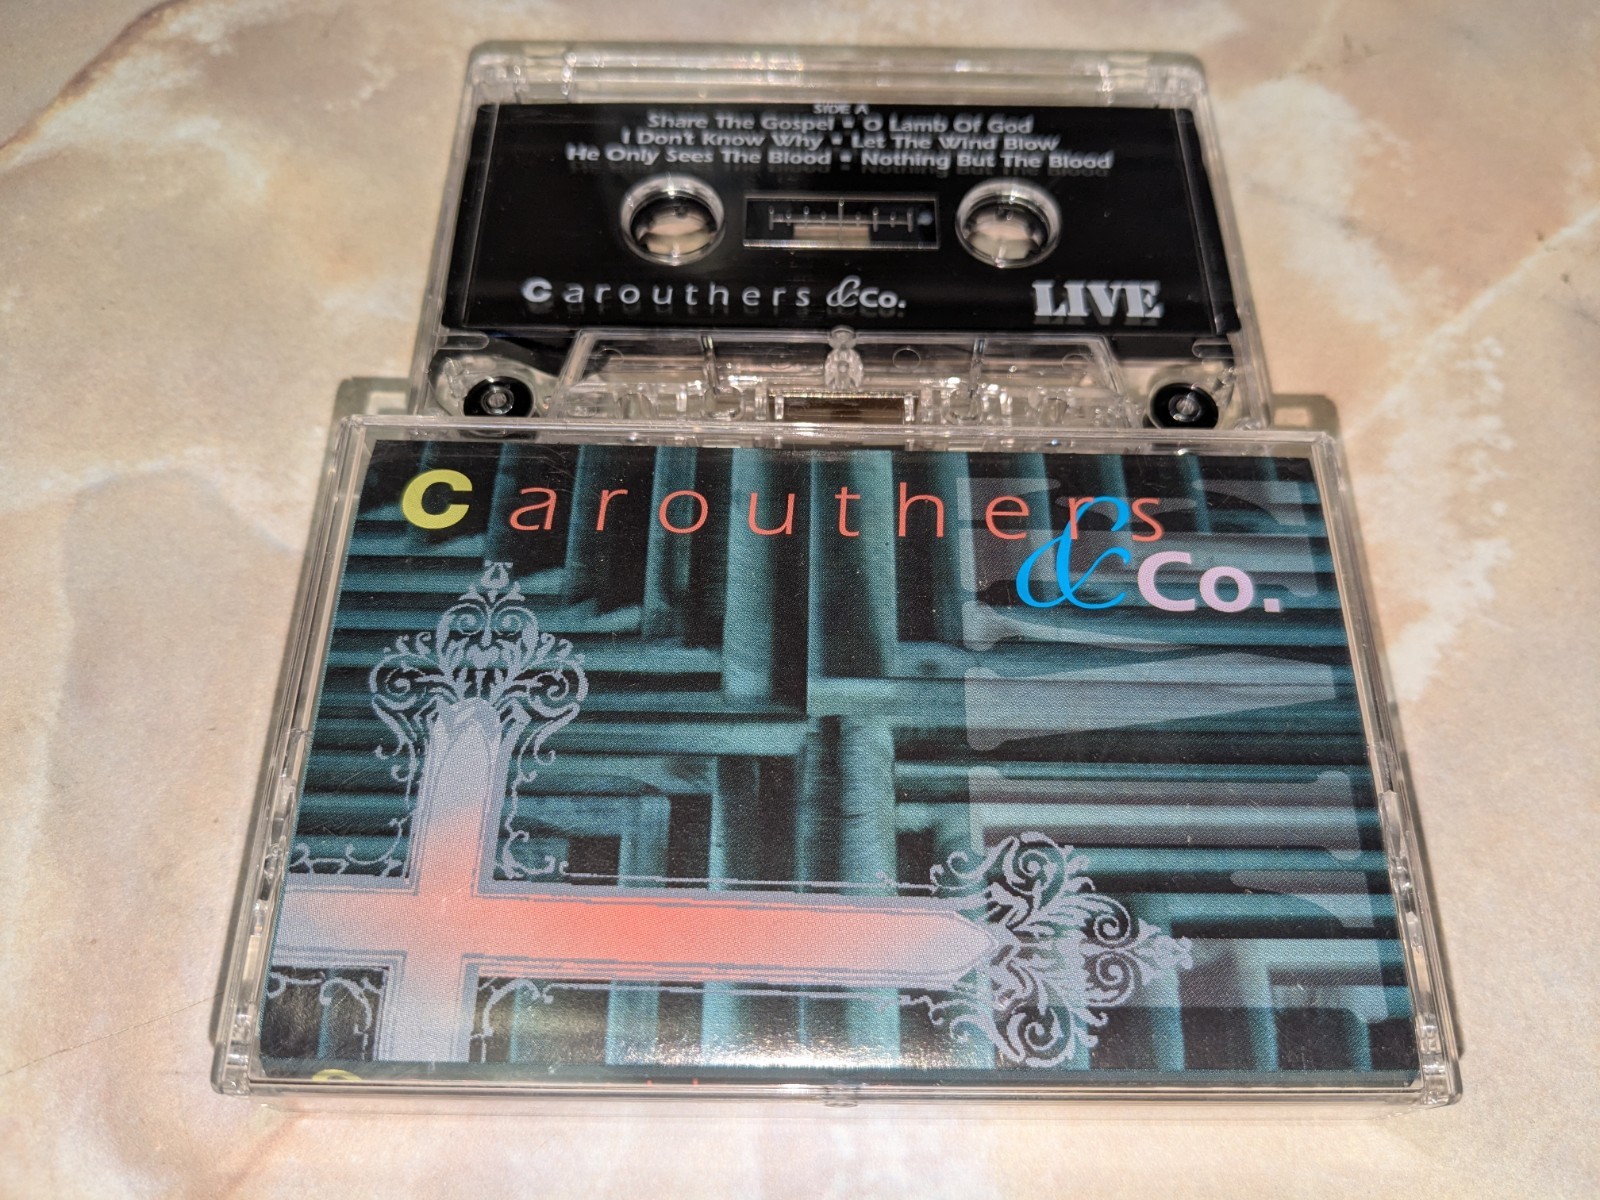 SIDE A
Share The Gospel ▪ O Lamb Of God
I Don't Know Why ▪ Let The Wind Blow
He Only Sees The Blood ▪ Nothing But The Blood
Carouthers &Co. LIVE
Carouthers
& Co.
LIVE